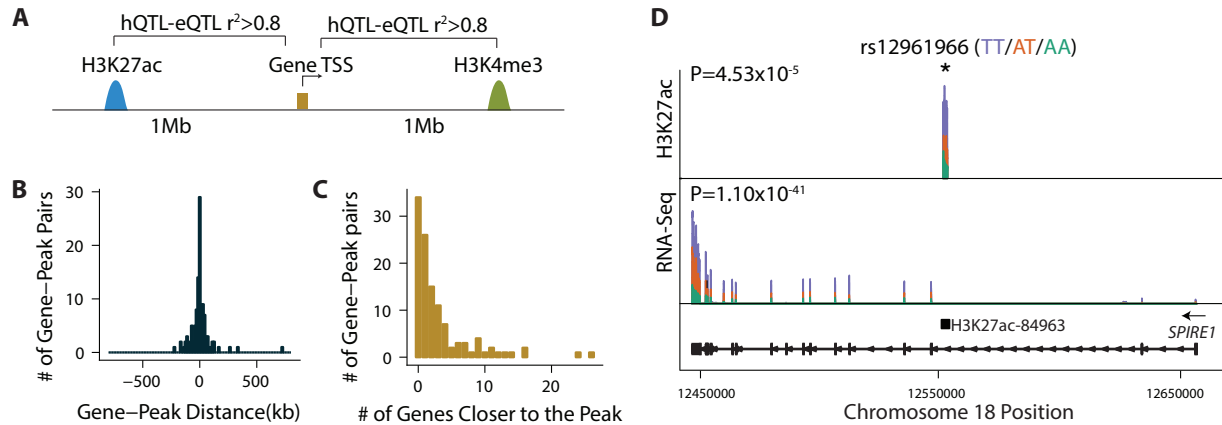 A
hQTL-eQTL r²>0.8
hQTL-eQTL r²>0.8
H3K27ac
Gene TSS
H3K4me3
1Mb
1Mb
B
# of Gene−Peak Pairs
30
20
10
0
−500
0
500
Gene−Peak Distance(kb)
C
# of Gene−Peak pairs
30
20
10
0
0
10
20
# of Genes Closer to the Peak
D
rs12961966 (TT/AT/AA)
*
H3K27ac
P=4.53x10⁻⁵
RNA-Seq
P=1.10x10⁻⁴¹
H3K27ac-84963
SPIRE1
12450000
12550000
12650000
Chromosome 18 Position